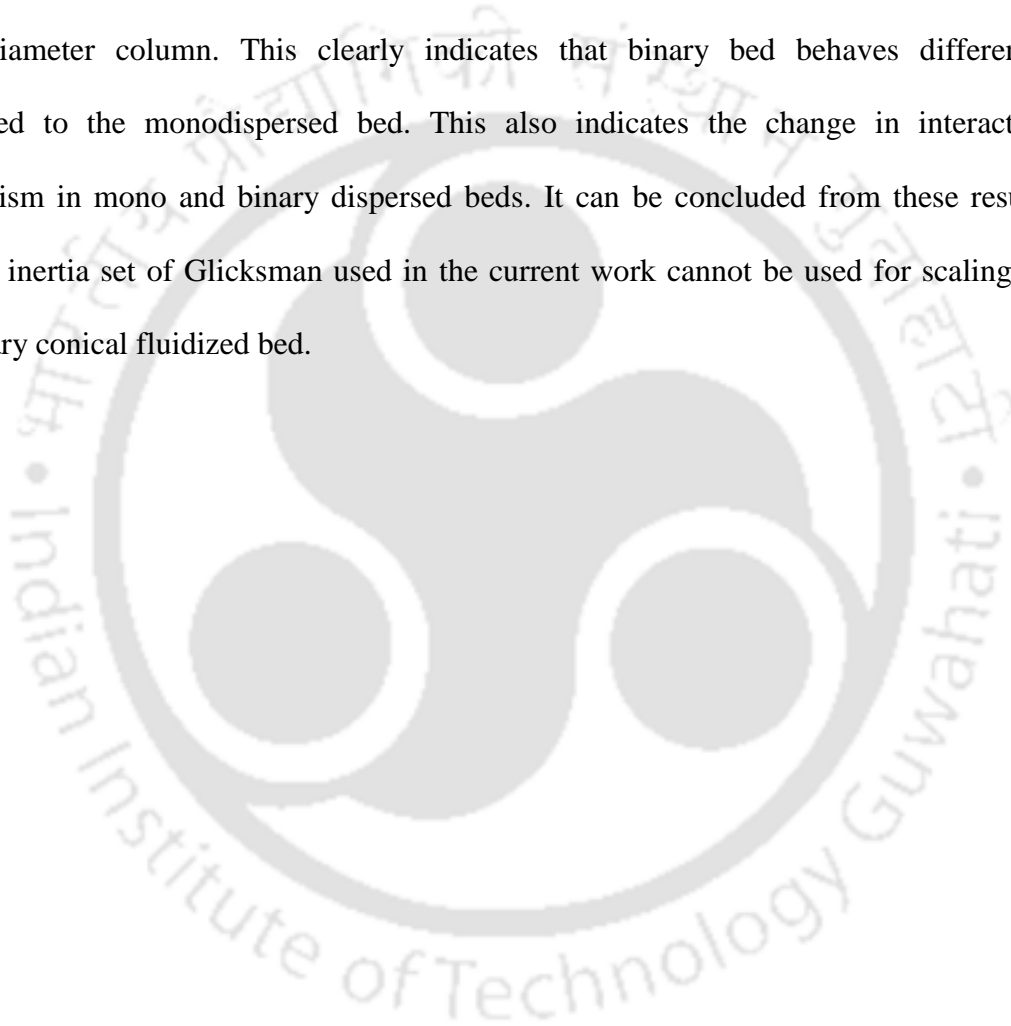 iameter column. This clearly indicates that binary bed behaves differen
ed to the monodispersed bed. This also indicates the change in interact
ism in mono and binary dispersed beds. It can be concluded from these resu
inertia set of Glicksman used in the current work cannot be used for scaling
ary conical fluidized bed.
भारतीय प्रौद्योगिकी संस्थान गुवाहाटी
Indian Institute of Technology Guwahati